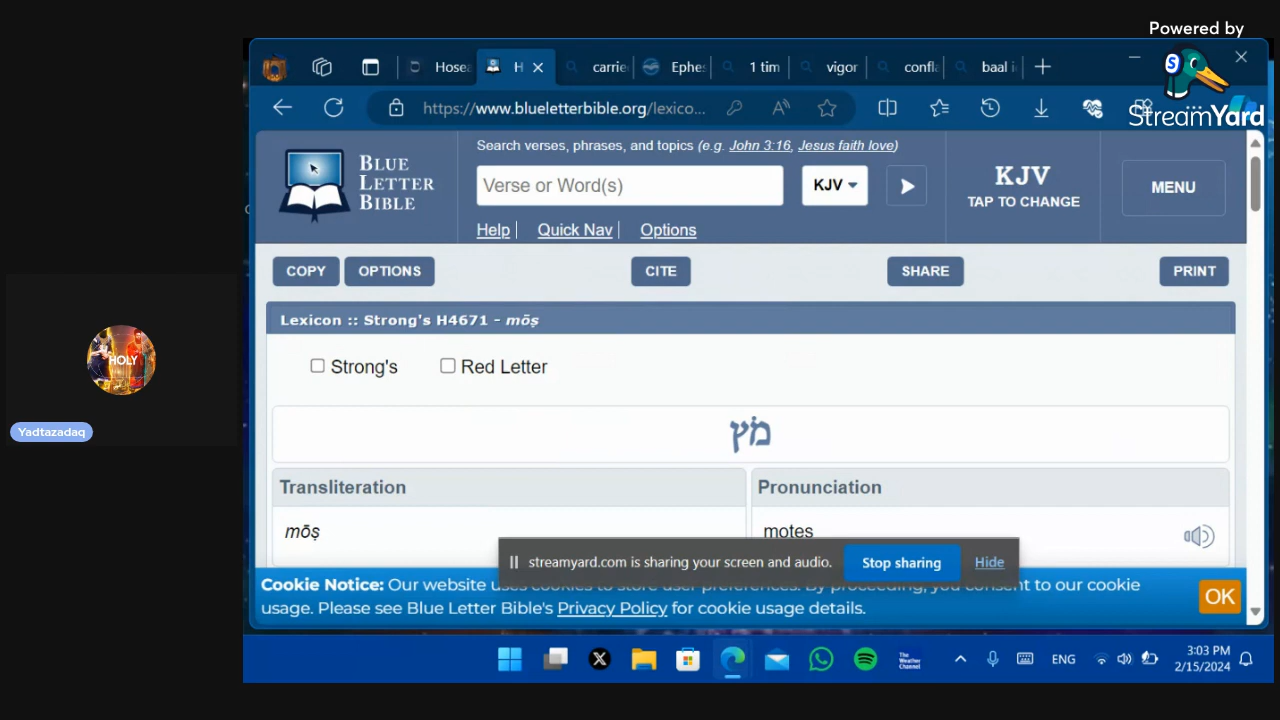 Powered by
StreamYard
Hose
H
carrie
Ephes
1 tim
vigor
confla
baal i
https://www.blueletterbible.org/lexico...
BLUE
LETTER
BIBLE
Search verses, phrases, and topics (e.g. John 3:16, Jesus faith love)
Verse or Word(s)
KJV
KJV
TAP TO CHANGE
MENU
Help
Quick Nav
Options
COPY
OPTIONS
CITE
SHARE
PRINT
Lexicon :: Strong's H4671 - mōṣ
Strong's
Red Letter
מֹץ
Transliteration
Pronunciation
mōṣ
motes
HOLY
Yadtazadaq
streamyard.com is sharing your screen and audio.
Stop sharing
Hide
Cookie Notice: Our website uses cookies to store user preferences. By proceeding, you consent to our cookie
usage. Please see Blue Letter Bible's Privacy Policy for cookie usage details.
OK
The
Weather
Channel
ENG
3:03 PM
2/15/2024